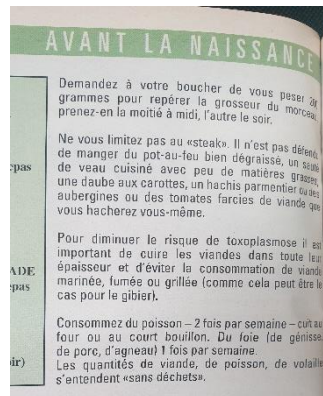 AVANT LA NAISSANCE
Demandez à votre boucher de vous peser
grammes pour repérer la grosseur du morceau,
prenez-en la moitié à midi, l'autre le soir.
Ne vous limitez pas au «steak». Il n'est pas défendu
de manger du pot-au-feu bien dégraissé, un sauté
de veau cuisiné avec peu de matières grasses,
une daube aux carottes, un hachis parmentier ou des
aubergines ou des tomates farcies de viande que
vous hacherez vous-même.
Pour diminuer le risque de toxoplasmose il est
important de cuire les viandes dans toute leur
épaisseur et d'éviter la consommation de viande
marinée, fumée ou grillée (comme cela peut être le
cas pour le gibier).
Consommez du poisson – 2 fois par semaine – cuit au
four ou au court bouillon. Du foie (de génisse,
de porc, d'agneau) 1 fois par semaine.
Les quantités de viande, de poisson, de volaille
s'entendent «sans déchets».
epas
ADE
epas
ir)